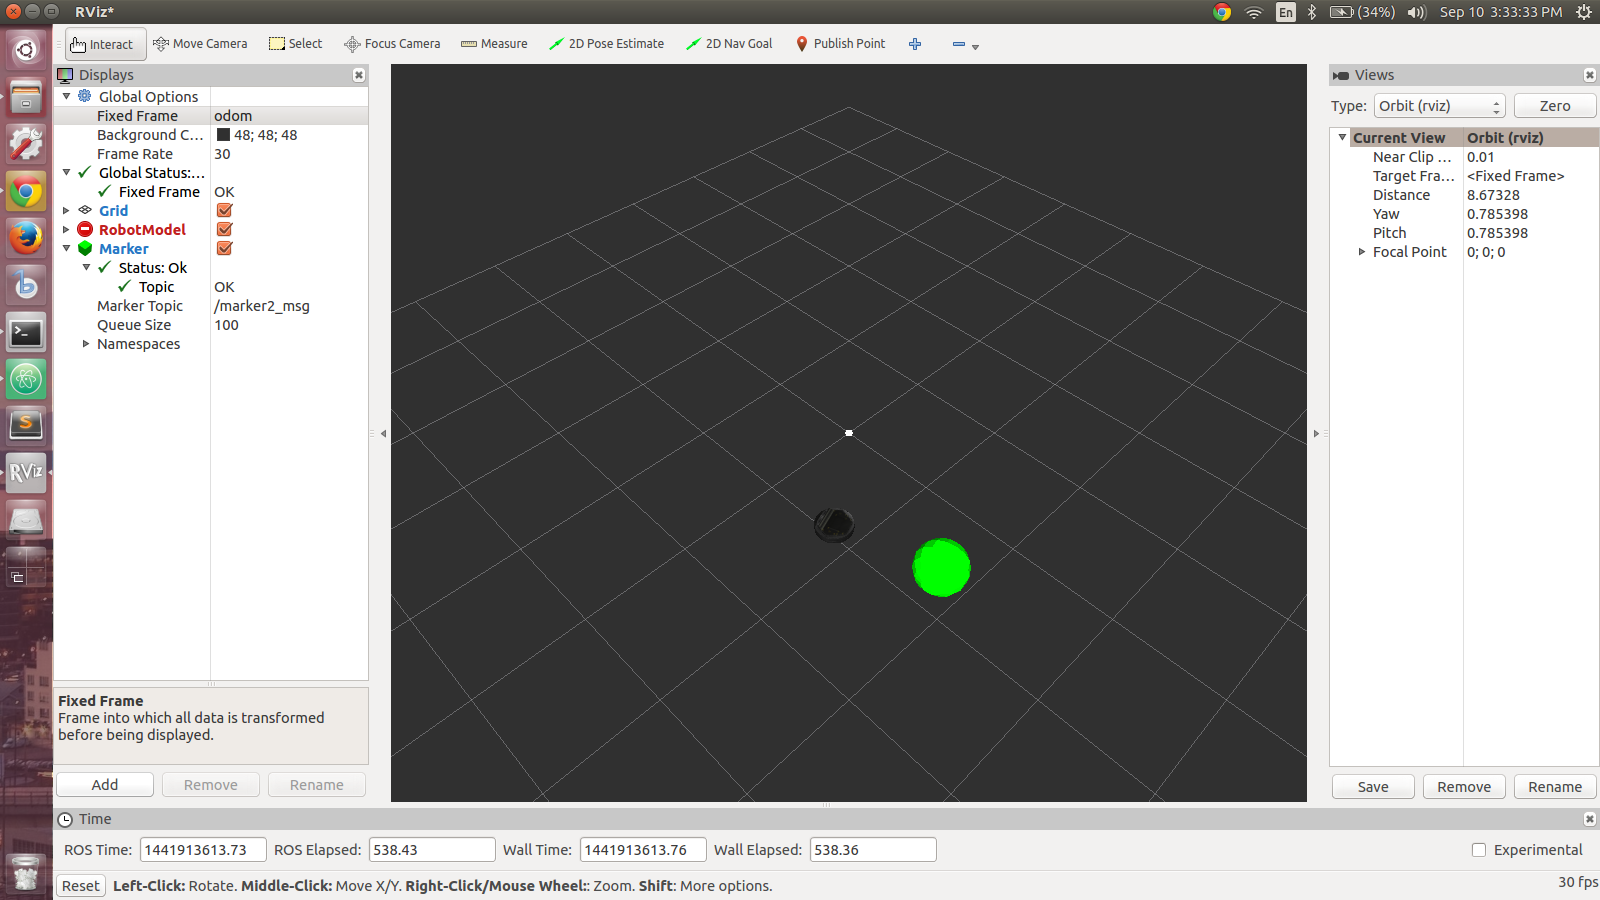 RViz*
En
(34%)
Sep 10 3:33:33 PM
Interact
Move Camera
Select
Focus Camera
Measure
2D Pose Estimate
2D Nav Goal
Publish Point
Displays
Global Options
Fixed Frame odom
Background C... 48; 48; 48
Frame Rate 30
Global Status:...
Fixed Frame OK
Grid
RobotModel
Marker
Status: Ok
Topic OK
Marker Topic /marker2_msg
Queue Size 100
Namespaces
Fixed Frame
Frame into which all data is transformed
before being displayed.
Add Remove Rename
Views
Type: Orbit (rviz) Zero
Current View Orbit (rviz)
Near Clip ... 0.01
Target Fra... <Fixed Frame>
Distance 8.67328
Yaw 0.785398
Pitch 0.785398
Focal Point 0; 0; 0
Save Remove Rename
Time
ROS Time: 1441913613.73 ROS Elapsed: 538.43 Wall Time: 1441913613.76 Wall Elapsed: 538.36 Experimental
Reset Left-Click: Rotate. Middle-Click: Move X/Y. Right-Click/Mouse Wheel:: Zoom. Shift: More options. 30 fps
>_
S
RViz